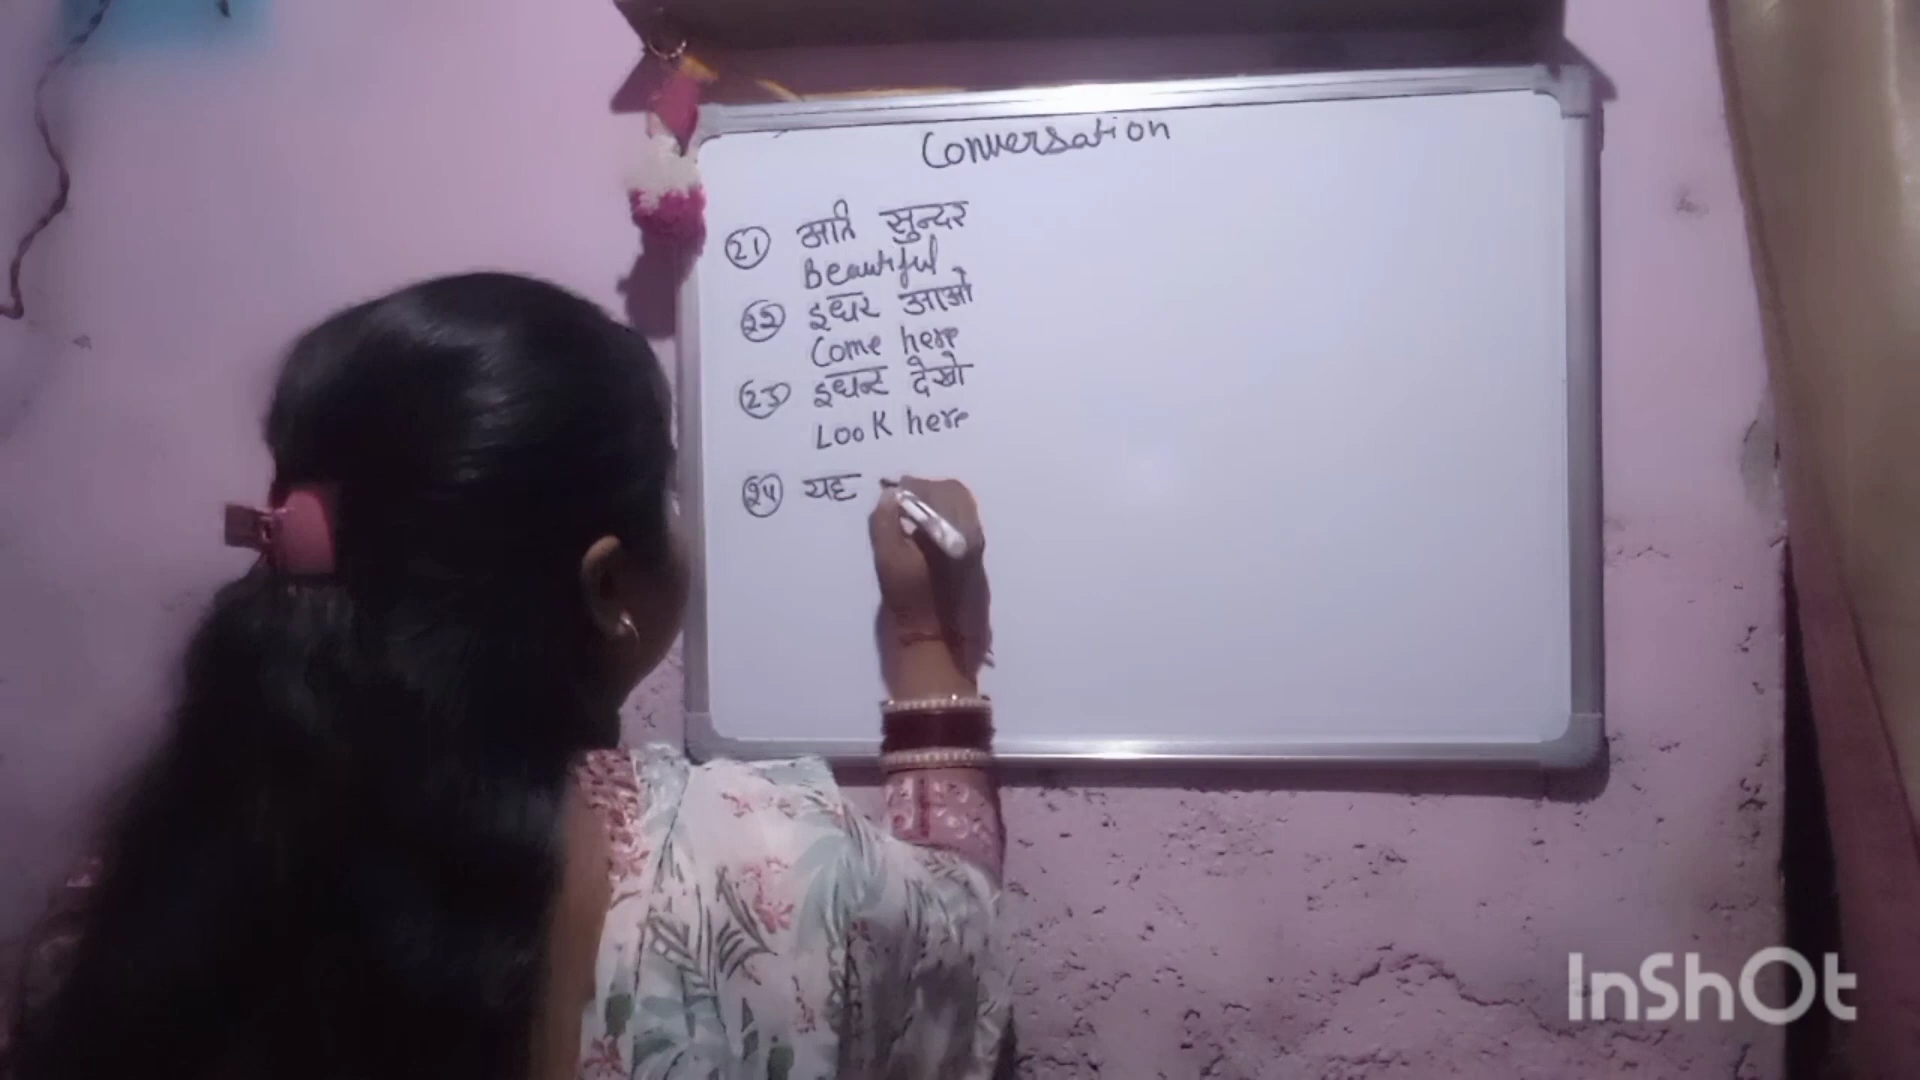 Conversation
21 अति सुन्दर
Beautiful
22 इधर आओ
Come here
23 इधर देखो
Look here
24 यह
InShOt